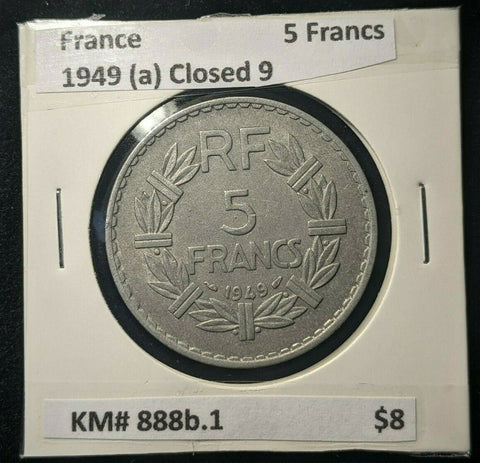 France 5 Francs
1949 (a) Closed 9
RF
5
FRANCS
1949
KM# 888b.1 $8